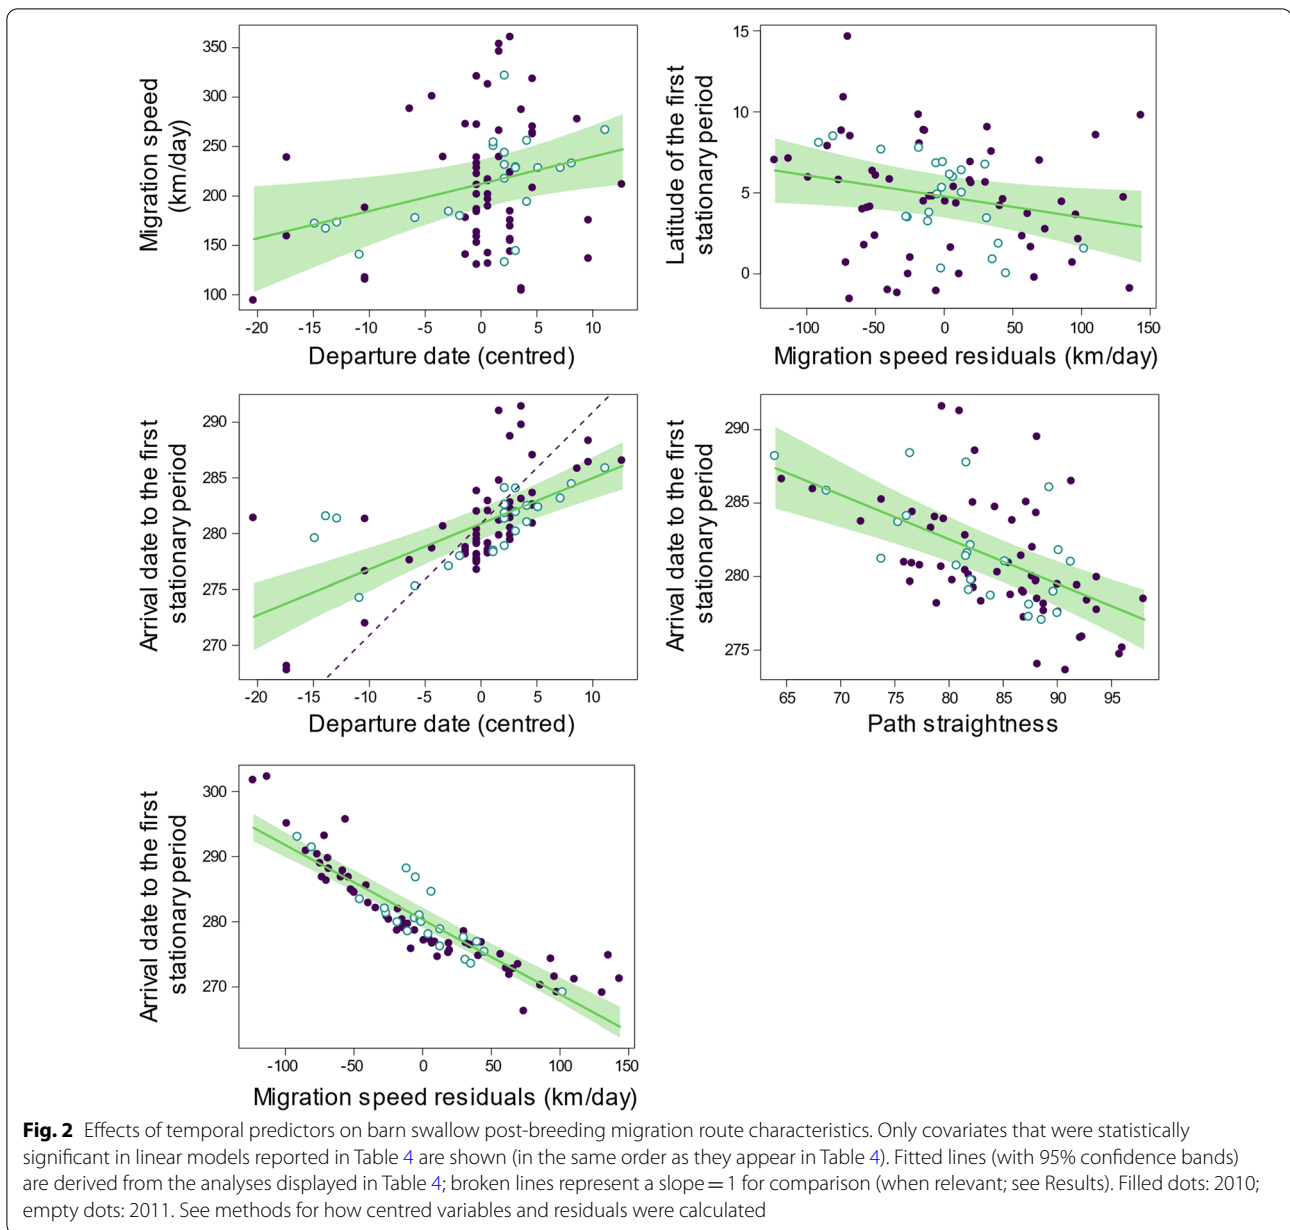 Migration speed
(km/day)
350
300
250
200
150
100
-20 -15 -10 -5 0 5 10
Departure date (centred)
Latitude of the first
stationary period
15
10
5
0
-100 -50 0 50 100 150
Migration speed residuals (km/day)
Arrival date to the first
stationary period
290
285
280
275
270
-20 -15 -10 -5 0 5 10
Departure date (centred)
Arrival date to the first
stationary period
290
285
280
275
65 70 75 80 85 90 95
Path straightness
Arrival date to the first
stationary period
300
290
280
270
-100 -50 0 50 100 150
Migration speed residuals (km/day)
Fig. 2 Effects of temporal predictors on barn swallow post-breeding migration route characteristics. Only covariates that were statistically
significant in linear models reported in Table 4 are shown (in the same order as they appear in Table 4). Fitted lines (with 95% confidence bands)
are derived from the analyses displayed in Table 4; broken lines represent a slope = 1 for comparison (when relevant; see Results). Filled dots: 2010;
empty dots: 2011. See methods for how centred variables and residuals were calculated